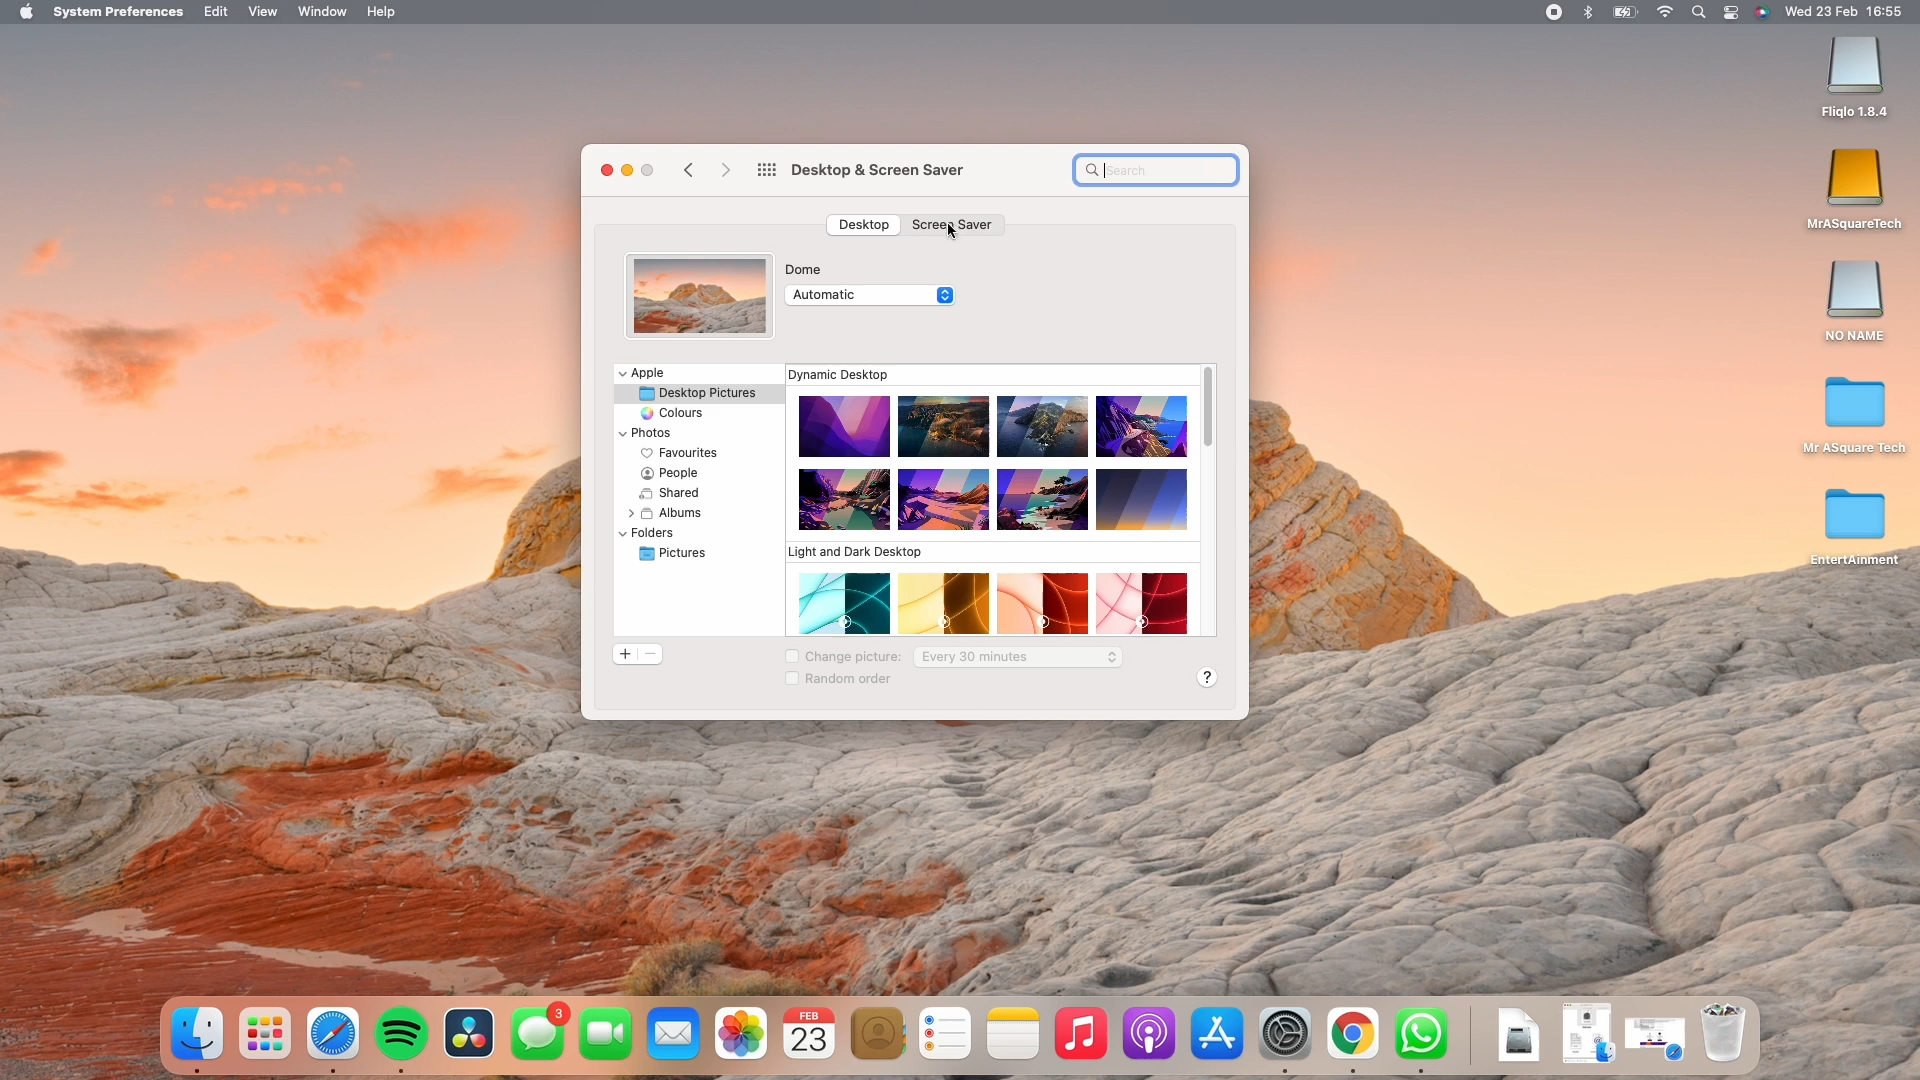 System Preferences Edit View Window Help
Wed 23 Feb 16:55
Fliqlo 1.8.4
MrASquareTech
NO NAME
Mr ASquare Tech
EntertAinment
Desktop & Screen Saver
Search
Desktop Screen Saver
Dome
Automatic
Apple
Desktop Pictures
Colours
Photos
Favourites
People
Shared
Albums
Folders
Pictures
Dynamic Desktop
Light and Dark Desktop
+ −
Change picture: Every 30 minutes
Random order
?
3
FEB
23